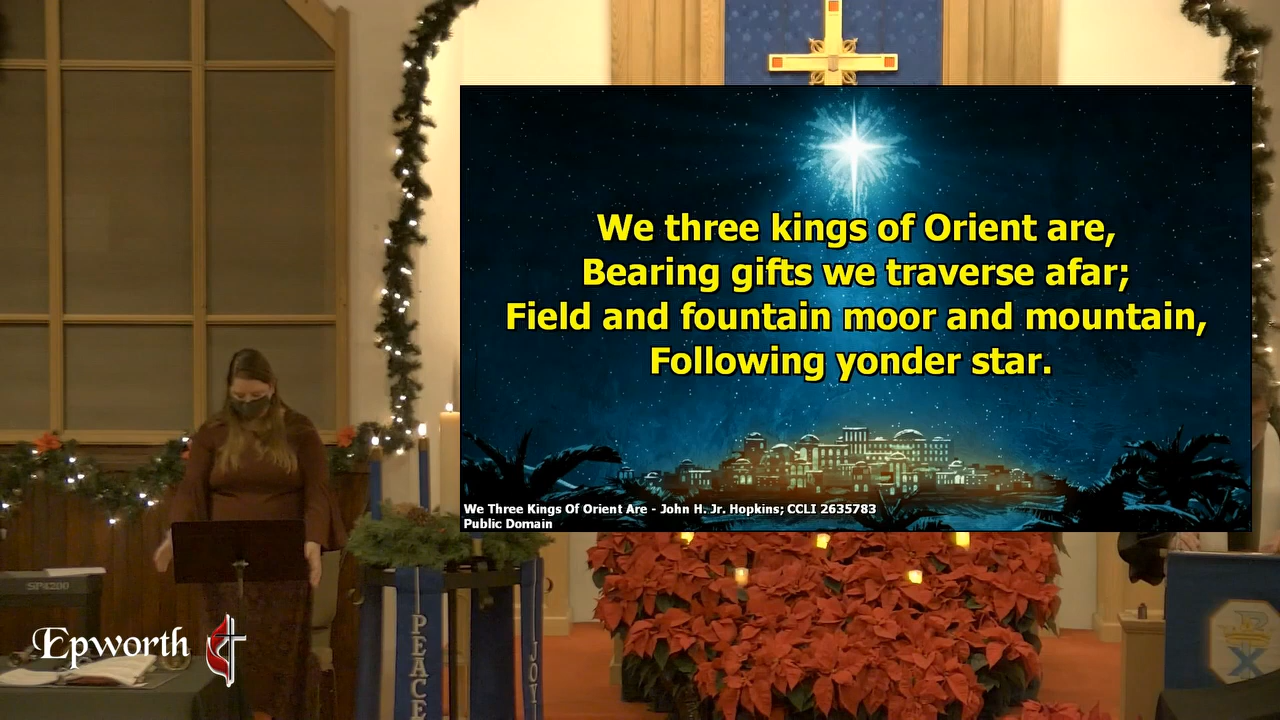 We three kings of Orient are,
Bearing gifts we traverse afar;
Field and fountain moor and mountain,
Following yonder star.
We Three Kings Of Orient Are - John H. Jr. Hopkins; CCLI 2635783
Public Domain
SP4200
Epworth
PEACE
JOY